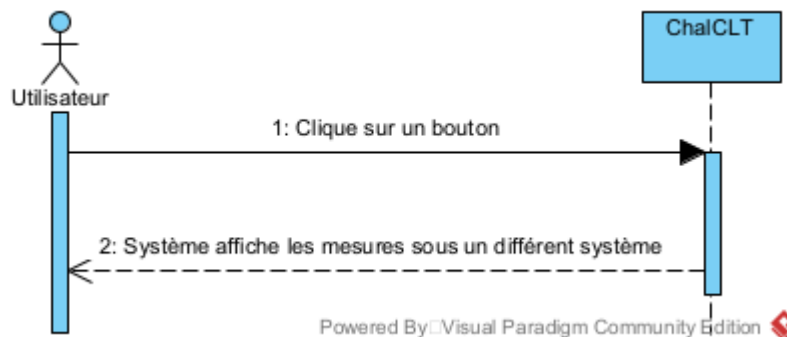 ChalCLT
Utilisateur
1: Clique sur un bouton
2: Système affiche les mesures sous un différent système
Powered By Visual Paradigm Community Edition